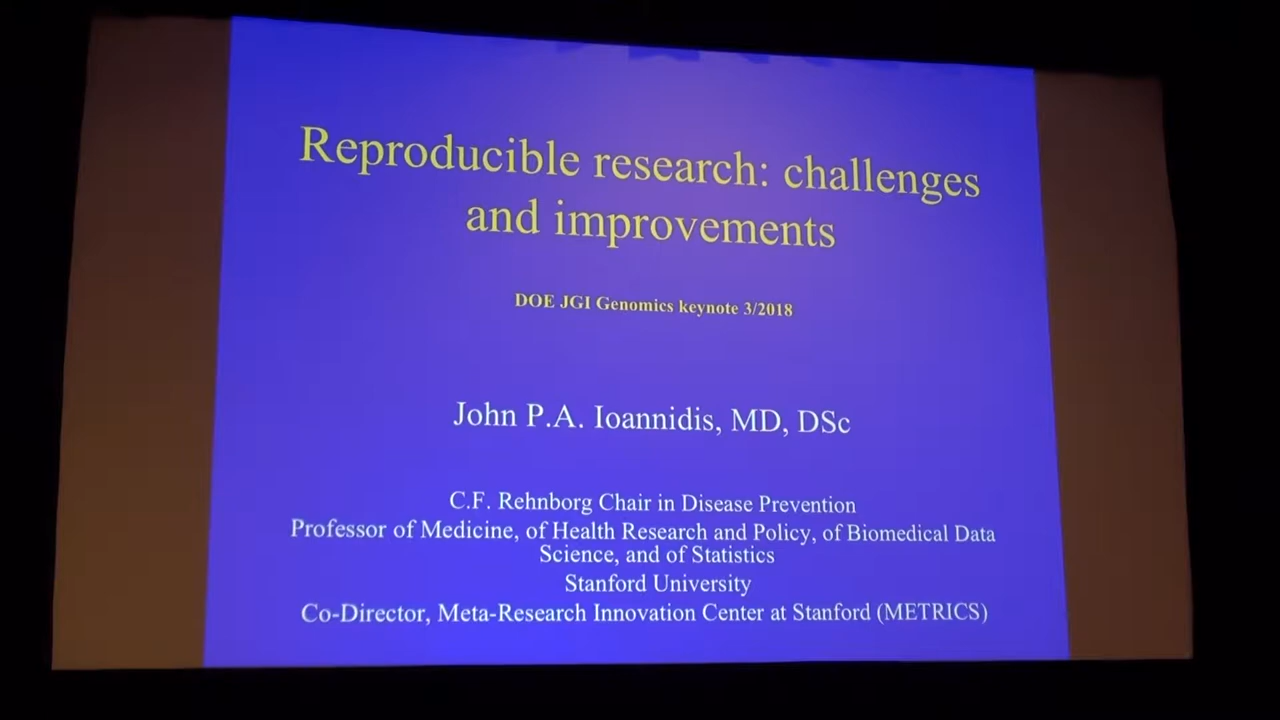 Reproducible research: challenges
and improvements
DOE JGI Genomics keynote 3/2018
John P.A. Ioannidis, MD, DSc
C.F. Rehnborg Chair in Disease Prevention
Professor of Medicine, of Health Research and Policy, of Biomedical Data
Science, and of Statistics
Stanford University
Co-Director, Meta-Research Innovation Center at Stanford (METRICS)